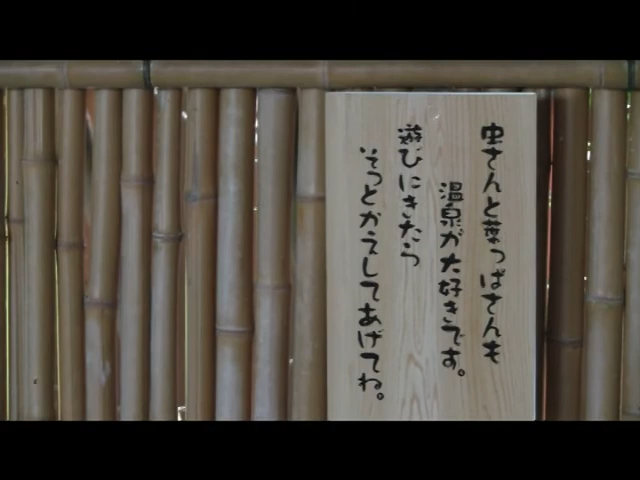 虫さんと葉っぱさんも
温泉が大好きです。
遊びにきたら
そっとかえしてあげてね。